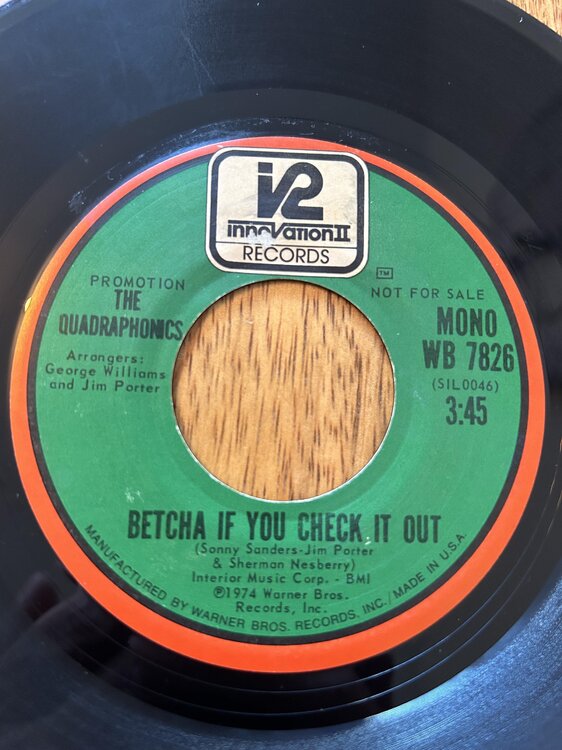 i2
innovation II
RECORDS
TM
PROMOTION
THE
QUADRAPHONICS
Arrangers:
George Williams
and Jim Porter
NOT FOR SALE
MONO
WB 7826
(SIL0046)
3:45
BETCHA IF YOU CHECK IT OUT
(Sonny Sanders-Jim Porter
& Sherman Nesberry)
Interior Music Corp. - BMI
℗1974 Warner Bros.
Records, Inc.
MANUFACTURED BY WARNER BROS. RECORDS, INC./MADE IN U.S.A.